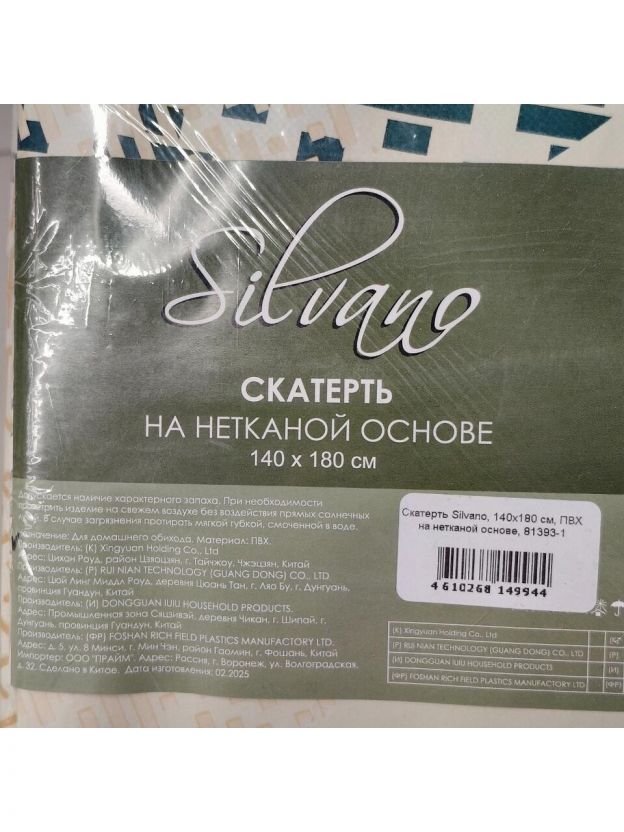 Silvano
СКАТЕРТЬ
НА НЕТКАНОЙ ОСНОВЕ
140 х 180 см
Допускается наличие характерного запаха. При необходимости
проветрить изделие на свежем воздухе без воздействия прямых солнечных
В случае загрязнения протирать мягкой губкой, смоченной в воде.
Назначение: Для домашнего обихода. Материал: ПВХ.
Производитель: (К) Xingyuan Holding Co., Ltd
Адрес: Цихан Роуд, район Цзяоцзян, г. Тайчжоу, Чжэцзян, Китай
Производитель: (Р) RUI NIAN TECHNOLOGY (GUANG DONG) CO., LTD
Адрес: Цюй Линг Миддл Роуд, деревня Цюань Тан, г. Ляо Бу, г. Дунгуань,
провинция Гуандун, Китай
Производитель: (И) DONGGUAN IUIU HOUSEHOLD PRODUCTS.
Адрес: Промышленная зона Сяцзивэй, деревня Чикан, г. Шипай, г.
Дунгуань, провинция Гуандун, Китай
Производитель: (ФР) FOSHAN RICH FIELD PLASTICS MANUFACTORY LTD.
Адрес: д. 5, ул. 8 Минси, г. Мин Чэн, район Гаолин, г. Фошань, Китай
Импортер: ООО "ПРАЙМ". Адрес: Россия, г. Воронеж, ул. Волгоградская,
д. 32. Сделано в Китае. Дата изготовления: 02.2025
Скатерть Silvano, 140х180 см, ПВХ
на нетканой основе, 81393-1
4 610268 149944
(К) Xingyuan Holding Co., Ltd (К)
(Р) RUI NIAN TECHNOLOGY (GUANG DONG) CO., LTD (Р)
(И) DONGGUAN IUIU HOUSEHOLD PRODUCTS (И)
(ФР) FOSHAN RICH FIELD PLASTICS MANUFACTORY LTD (ФР)